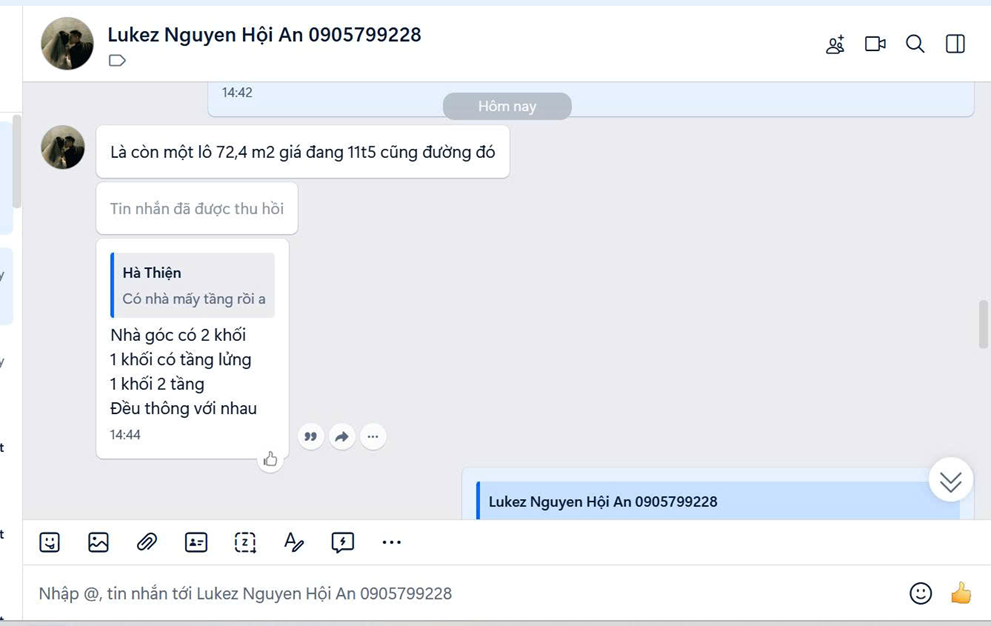 Lukez Nguyen Hội An 0905799228
14:42
Hôm nay
Là còn một lô 72,4 m2 giá đang 11t5 cũng đường đó
Tin nhắn đã được thu hồi
Hà Thiện
Có nhà mấy tầng rồi a
Nhà góc có 2 khối
1 khối có tầng lửng
1 khối 2 tầng
Đều thông với nhau
14:44
Lukez Nguyen Hội An 0905799228
Nhập @, tin nhắn tới Lukez Nguyen Hội An 0905799228